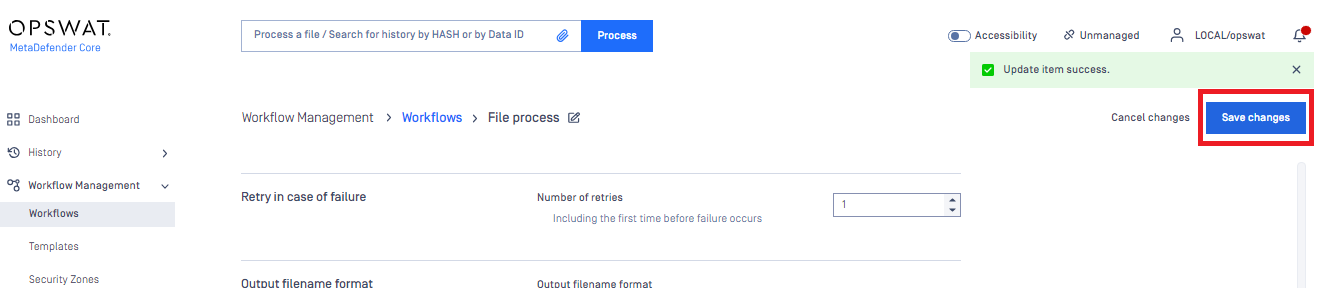 OPSWAT.
MetaDefender Core
Process a file / Search for history by HASH or by Data ID
Process
Accessibility
Unmanaged
LOCAL/opswat
Update item success.
Workflow Management > Workflows > File process
Cancel changes
Save changes
Dashboard
History
Workflow Management
Workflows
Templates
Security Zones
Retry in case of failure
Number of retries
Including the first time before failure occurs
1
Output filename format
Output filename format